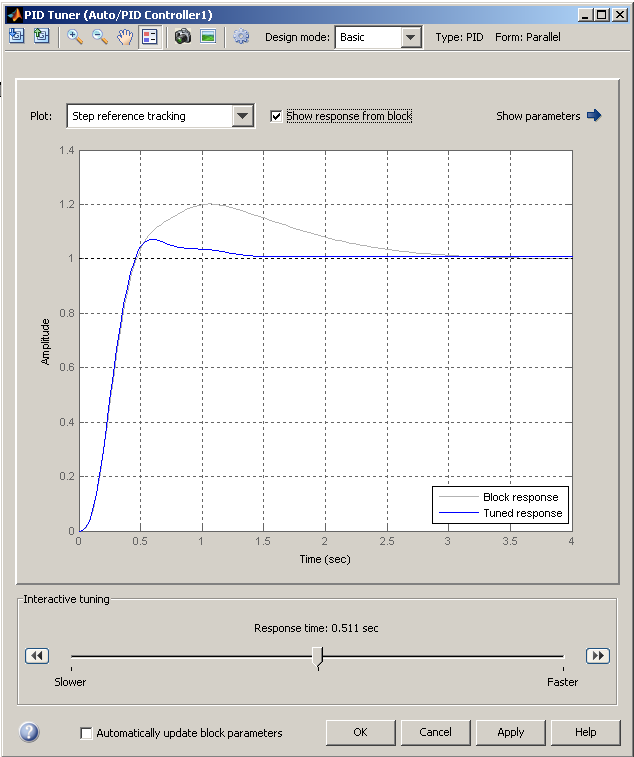 PID Tuner (Auto/PID Controller1)
Design mode: Basic Type: PID Form: Parallel
Plot: Step reference tracking Show response from block Show parameters
1.4
1.2
1
0.8
0.6
0.4
0.2
0
Amplitude
Block response
Tuned response
0 0.5 1 1.5 2 2.5 3 3.5 4
Time (sec)
Interactive tuning
Response time: 0.511 sec
Slower Faster
? Automatically update block parameters OK Cancel Apply Help